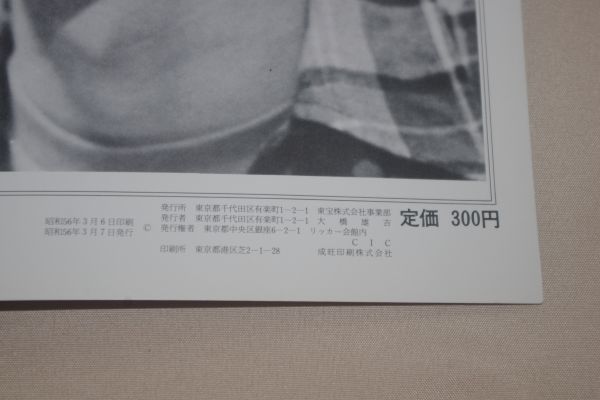 昭和56年3月6日印刷
昭和56年3月7日発行
©
発行所 東京都千代田区有楽町1-2-1 東宝株式会社事業部
発行者 東京都千代田区有楽町1-2-1 大橋雄吉
発行権者 東京都中央区銀座6-2-1 リッカー会館内
CIC
印刷所 東京都港区芝2-1-28 成旺印刷株式会社
定価 300円